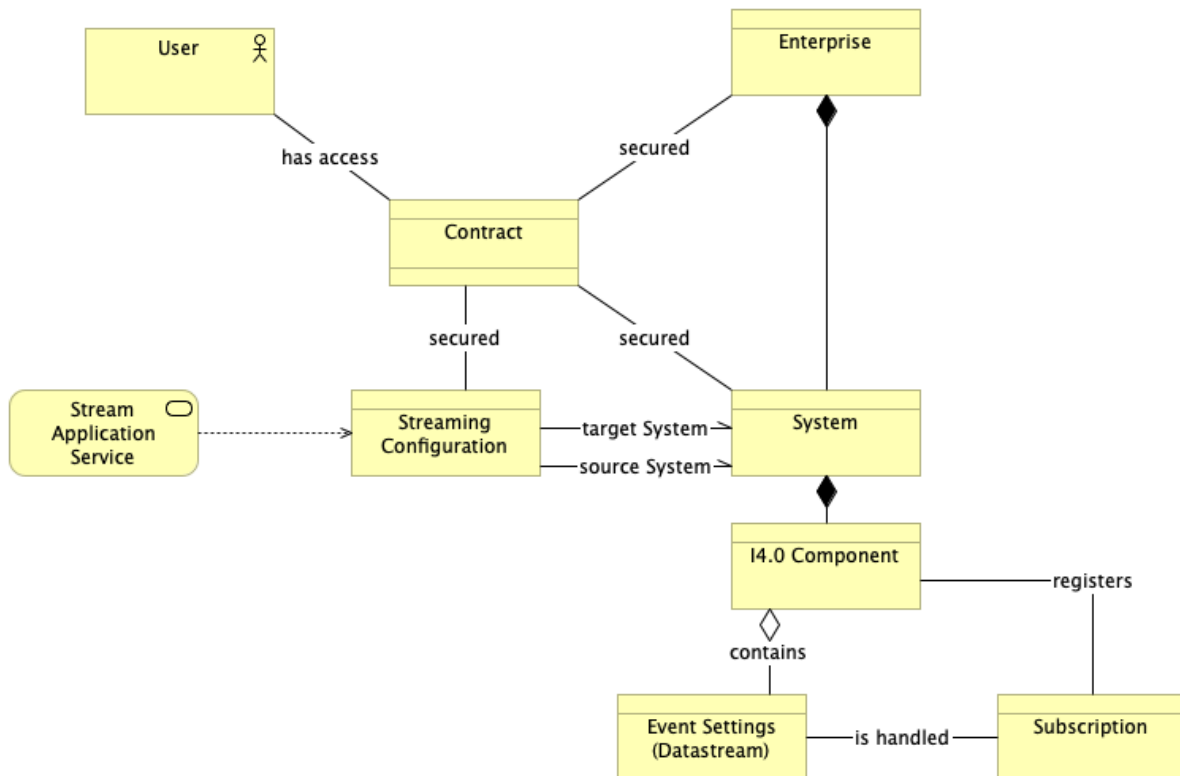 User
Enterprise
has access
secured
Contract
secured
secured
Stream
Application
Service
Streaming
Configuration
target System
source System
System
I4.0 Component
registers
contains
Event Settings
(Datastream)
is handled
Subscription